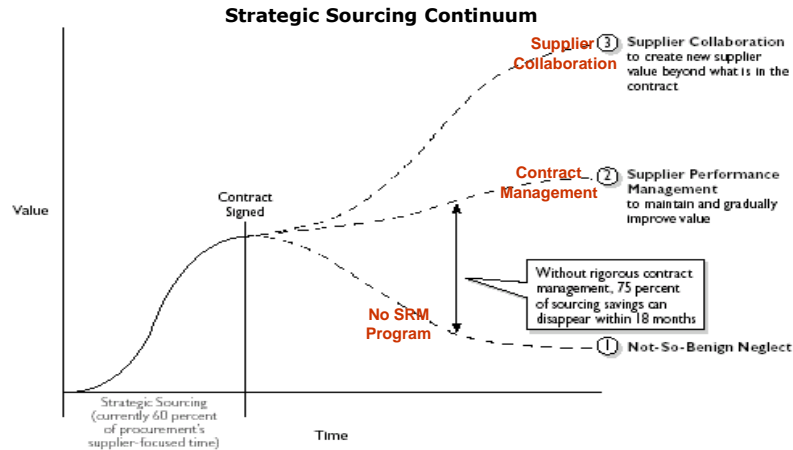 Strategic Sourcing Continuum
Supplier
Collaboration
3 Supplier Collaboration
to create new supplier
value beyond what is in the
contract
Contract
Management
2 Supplier Performance
Management
to maintain and gradually
improve value
Contract
Signed
Value
Without rigorous contract
management, 75 percent
of sourcing savings can
disappear within 18 months
No SRM
Program
1 Not-So-Benign Neglect
Strategic Sourcing
(currently 60 percent
of procurement's
supplier-focused time)
Time